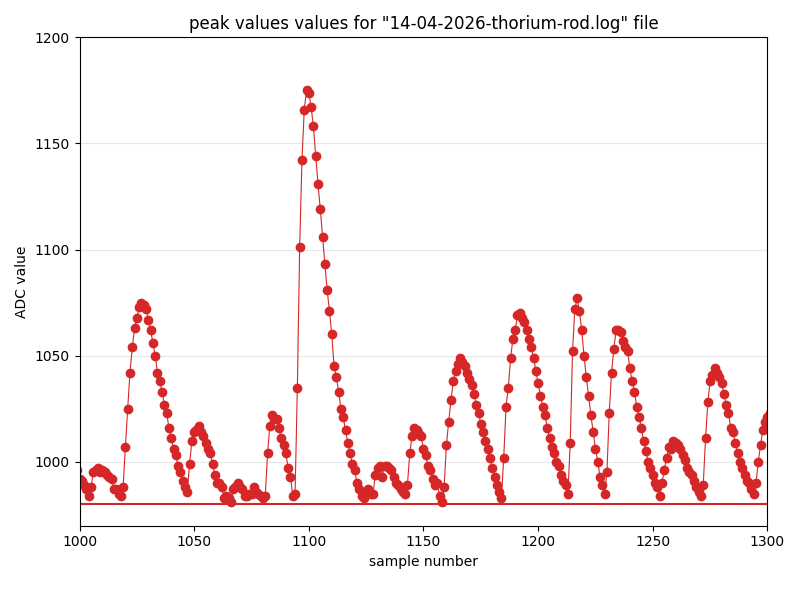 peak values values for "14-04-2026-thorium-rod.log" file
1200
1150
1100
1050
1000
ADC value
1000 1050 1100 1150 1200 1250 1300
sample number